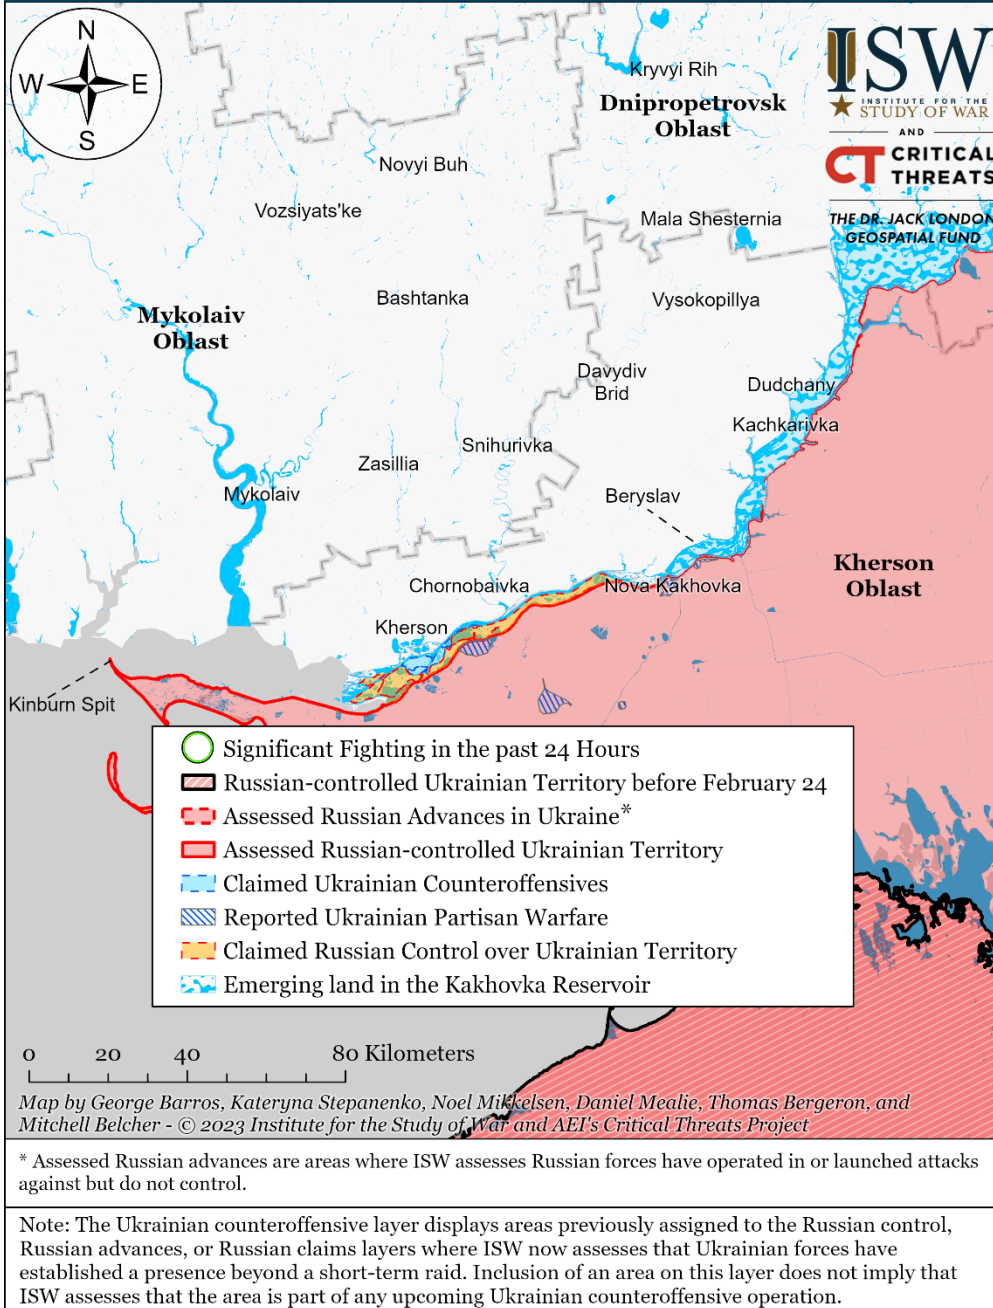 N
W
E
S
ISW
INSTITUTE FOR THE
STUDY OF WAR
AND
CT CRITICAL
THREATS
THE DR. JACK LONDON
GEOSPATIAL FUND
Kryvyi Rih
Dnipropetrovsk
Oblast
Novyi Buh
Vozsiyats'ke
Mala Shesternia
Bashtanka
Vysokopillya
Mykolaiv
Oblast
Davydiv
Brid
Dudchany
Kachkarivka
Snihurivka
Zasillia
Mykolaiv
Beryslav
Kherson
Oblast
Chornobaivka
Nova Kakhovka
Kherson
Kinburn Spit
Significant Fighting in the past 24 Hours
Russian-controlled Ukrainian Territory before February 24
Assessed Russian Advances in Ukraine*
Assessed Russian-controlled Ukrainian Territory
Claimed Ukrainian Counteroffensives
Reported Ukrainian Partisan Warfare
Claimed Russian Control over Ukrainian Territory
Emerging land in the Kakhovka Reservoir
0 20 40 80 Kilometers
Map by George Barros, Kateryna Stepanenko, Noel Mikkelsen, Daniel Mealie, Thomas Bergeron, and
Mitchell Belcher - © 2023 Institute for the Study of War and AEI's Critical Threats Project
* Assessed Russian advances are areas where ISW assesses Russian forces have operated in or launched attacks
against but do not control.
Note: The Ukrainian counteroffensive layer displays areas previously assigned to the Russian control,
Russian advances, or Russian claims layers where ISW now assesses that Ukrainian forces have
established a presence beyond a short-term raid. Inclusion of an area on this layer does not imply that
ISW assesses that the area is part of any upcoming Ukrainian counteroffensive operation.